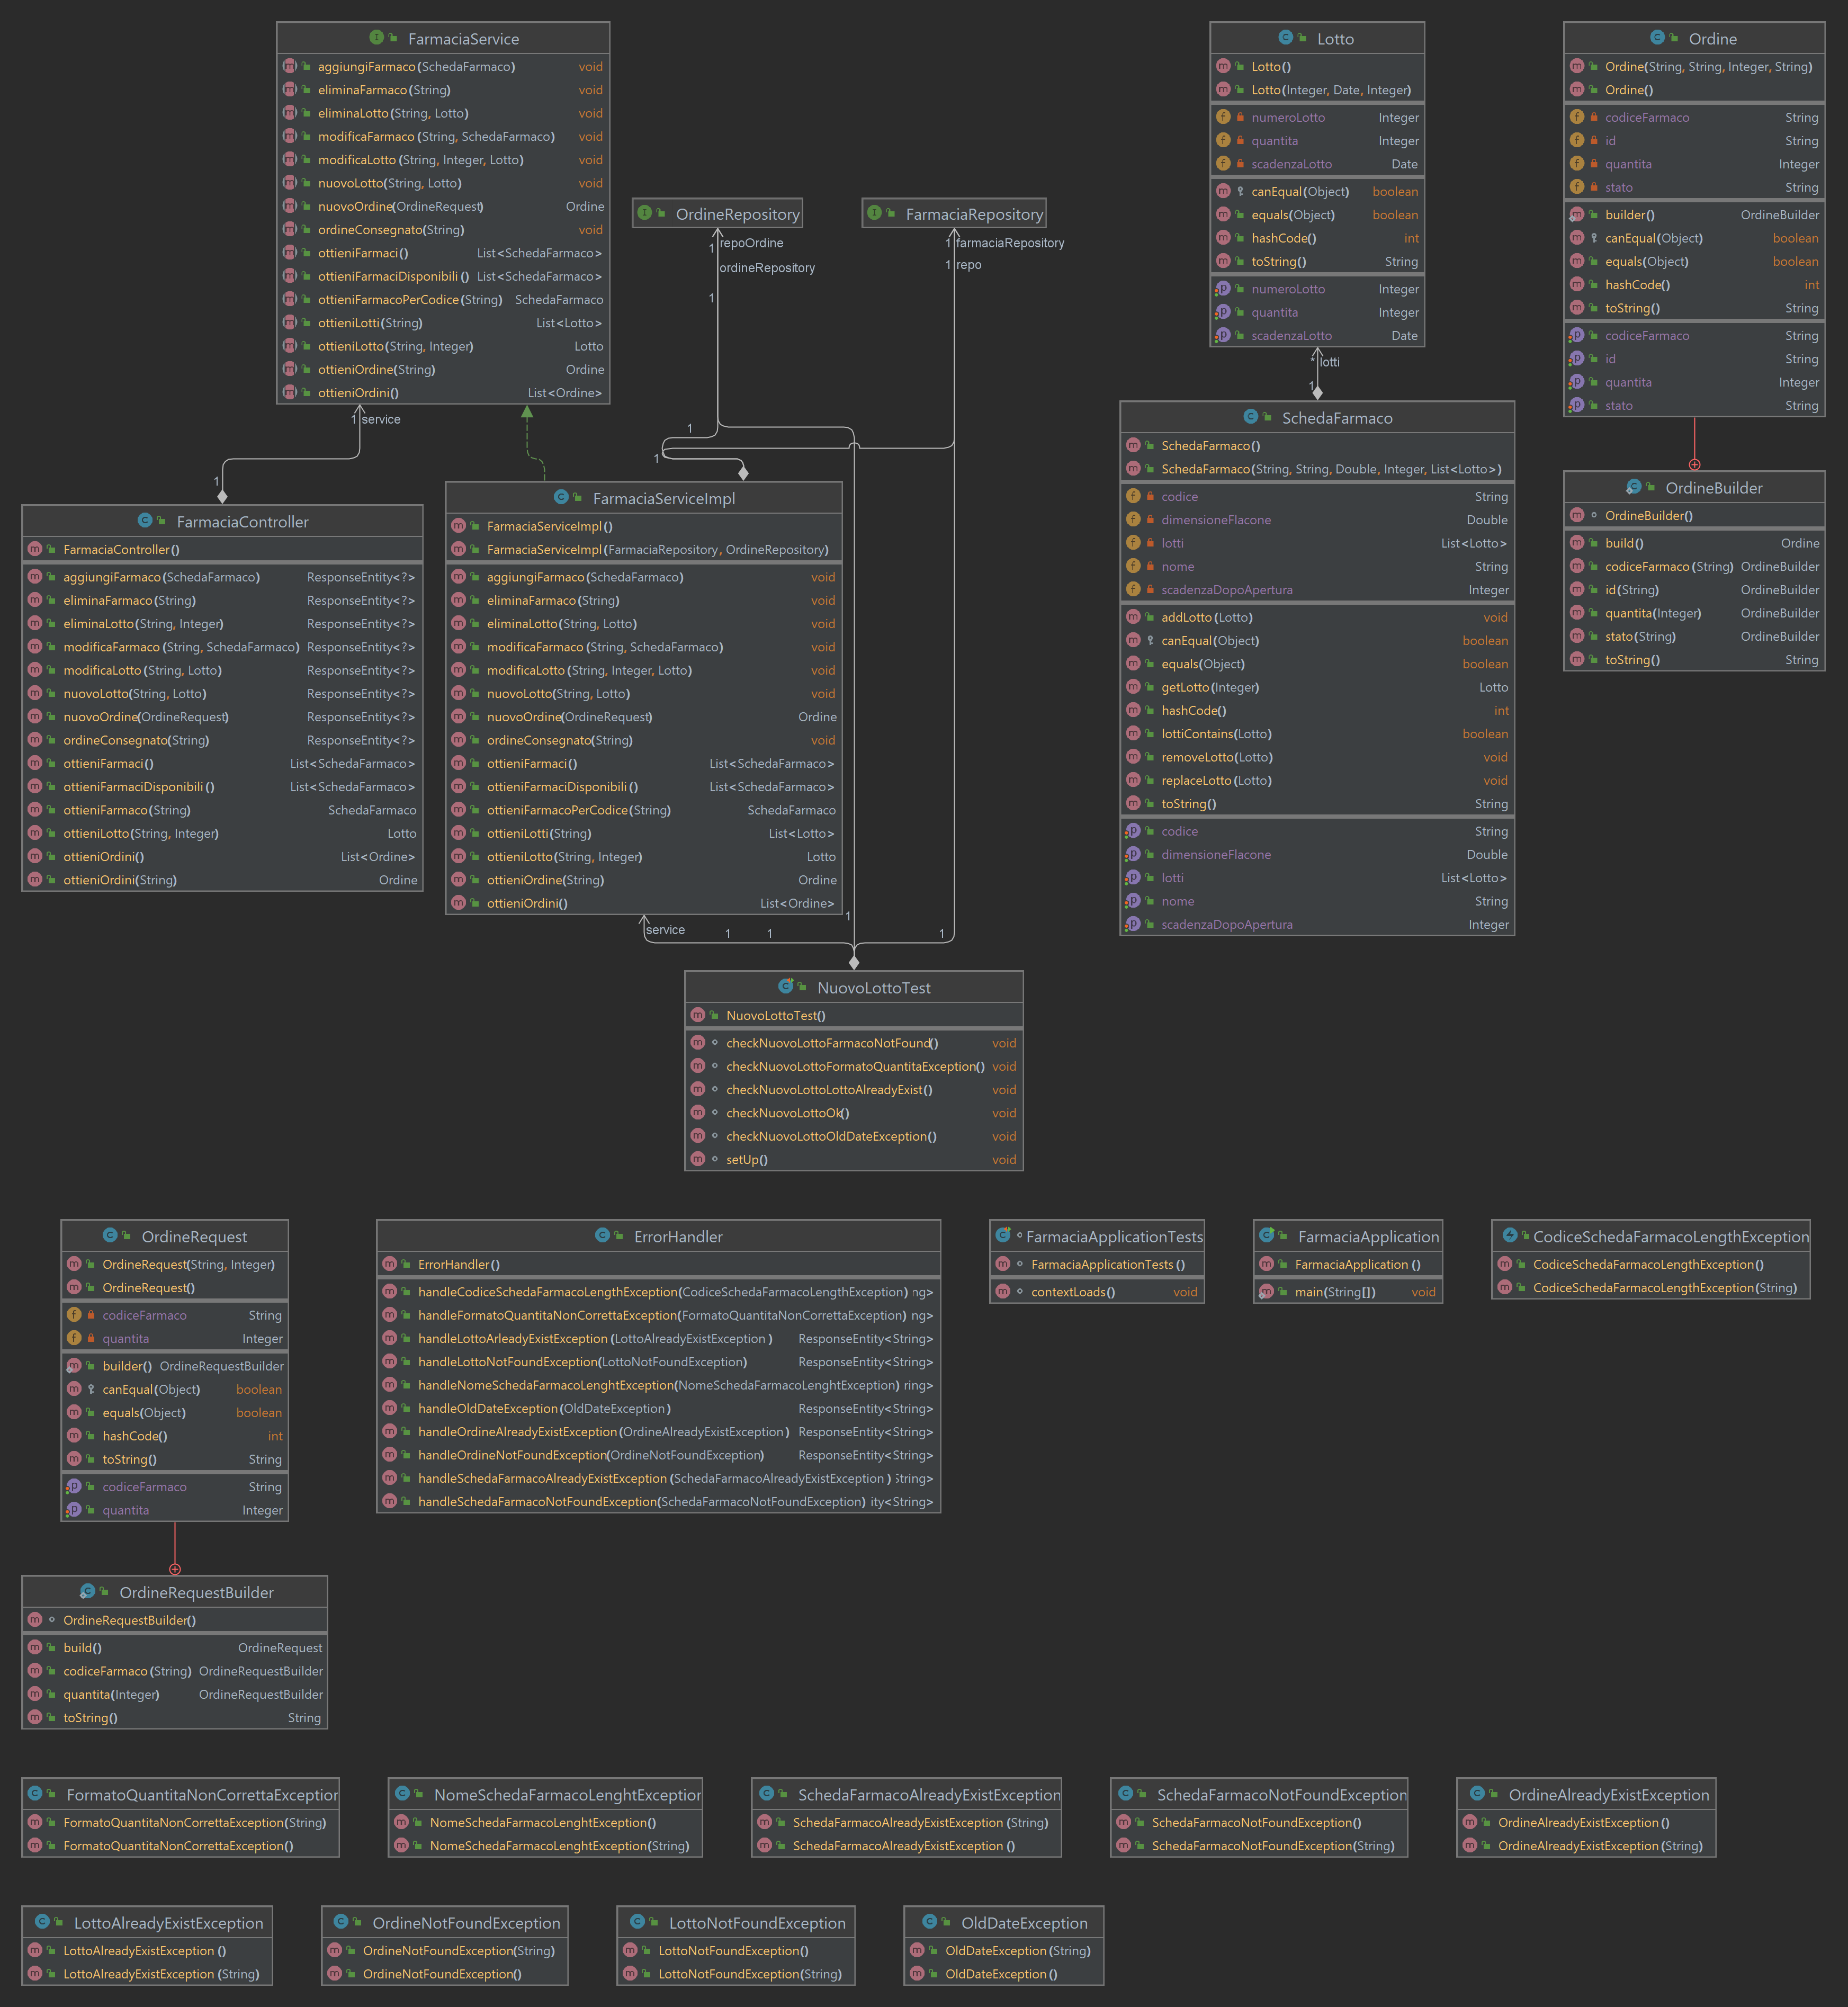 FarmaciaService
aggiungiFarmaco(SchedaFarmaco) void
eliminaFarmaco(String) void
eliminaLotto(String, Lotto) void
modificaFarmaco(String, SchedaFarmaco) void
modificaLotto(String, Integer, Lotto) void
nuovoLotto(String, Lotto) void
nuovoOrdine(OrdineRequest) Ordine
ordineConsegnato(String) void
ottieniFarmaci() List<SchedaFarmaco>
ottieniFarmaciDisponibili() List<SchedaFarmaco>
ottieniFarmacoPerCodice(String) SchedaFarmaco
ottieniLotti(String) List<Lotto>
ottieniLotto(String, Integer) Lotto
ottieniOrdine(String) Ordine
ottieniOrdini() List<Ordine>
1 service
1
OrdineRepository
1 repoOrdine
ordineRepository
1
1
FarmaciaRepository
1 farmaciaRepository
1 repo
1
Lotto
Lotto()
Lotto(Integer, Date, Integer)
numeroLotto Integer
quantita Integer
scadenzaLotto Date
canEqual(Object) boolean
equals(Object) boolean
hashCode() int
toString() String
numeroLotto Integer
quantita Integer
scadenzaLotto Date
* lotti
1
Ordine
Ordine(String, String, Integer, String)
Ordine()
codiceFarmaco String
id String
quantita Integer
stato String
builder() OrdineBuilder
canEqual(Object) boolean
equals(Object) boolean
hashCode() int
toString() String
codiceFarmaco String
id String
quantita Integer
stato String
FarmaciaController
FarmaciaController()
aggiungiFarmaco(SchedaFarmaco) ResponseEntity<?>
eliminaFarmaco(String) ResponseEntity<?>
eliminaLotto(String, Integer) ResponseEntity<?>
modificaFarmaco(String, SchedaFarmaco) ResponseEntity<?>
modificaLotto(String, Lotto) ResponseEntity<?>
nuovoLotto(String, Lotto) ResponseEntity<?>
nuovoOrdine(OrdineRequest) ResponseEntity<?>
ordineConsegnato(String) ResponseEntity<?>
ottieniFarmaci() List<SchedaFarmaco>
ottieniFarmaciDisponibili() List<SchedaFarmaco>
ottieniFarmaco(String) SchedaFarmaco
ottieniLotto(String, Integer) Lotto
ottieniOrdini() List<Ordine>
ottieniOrdini(String) Ordine
FarmaciaServiceImpl
FarmaciaServiceImpl()
FarmaciaServiceImpl(FarmaciaRepository, OrdineRepository)
aggiungiFarmaco(SchedaFarmaco) void
eliminaFarmaco(String) void
eliminaLotto(String, Lotto) void
modificaFarmaco(String, SchedaFarmaco) void
modificaLotto(String, Integer, Lotto) void
nuovoLotto(String, Lotto) void
nuovoOrdine(OrdineRequest) Ordine
ordineConsegnato(String) void
ottieniFarmaci() List<SchedaFarmaco>
ottieniFarmaciDisponibili() List<SchedaFarmaco>
ottieniFarmacoPerCodice(String) SchedaFarmaco
ottieniLotti(String) List<Lotto>
ottieniLotto(String, Integer) Lotto
ottieniOrdine(String) Ordine
ottieniOrdini() List<Ordine>
1
service 1 1 1
SchedaFarmaco
SchedaFarmaco()
SchedaFarmaco(String, String, Double, Integer, List<Lotto>)
codice String
dimensioneFlacone Double
lotti List<Lotto>
nome String
scadenzaDopoApertura Integer
addLotto(Lotto) void
canEqual(Object) boolean
equals(Object) boolean
getLotto(Integer) Lotto
hashCode() int
lottiContains(Lotto) boolean
removeLotto(Lotto) void
replaceLotto(Lotto) void
toString() String
codice String
dimensioneFlacone Double
lotti List<Lotto>
nome String
scadenzaDopoApertura Integer
OrdineBuilder
OrdineBuilder()
build() Ordine
codiceFarmaco(String) OrdineBuilder
id(String) OrdineBuilder
quantita(Integer) OrdineBuilder
stato(String) OrdineBuilder
toString() String
NuovoLottoTest
NuovoLottoTest()
checkNuovoLottoFarmacoNotFound() void
checkNuovoLottoFormatoQuantitaException() void
checkNuovoLottoLottoAlreadyExist() void
checkNuovoLottoOk() void
checkNuovoLottoOldDateException() void
setUp() void
OrdineRequest
OrdineRequest(String, Integer)
OrdineRequest()
codiceFarmaco String
quantita Integer
builder() OrdineRequestBuilder
canEqual(Object) boolean
equals(Object) boolean
hashCode() int
toString() String
codiceFarmaco String
quantita Integer
ErrorHandler
ErrorHandler()
handleCodiceSchedaFarmacoLengthException(CodiceSchedaFarmacoLengthException) ng>
handleFormatoQuantitaNonCorrettaException(FormatoQuantitaNonCorrettaException) ng>
handleLottoArleadyExistException(LottoAlreadyExistException) ResponseEntity<String>
handleLottoNotFoundException(LottoNotFoundException) ResponseEntity<String>
handleNomeSchedaFarmacoLenghtException(NomeSchedaFarmacoLenghtException) ring>
handleOldDateException(OldDateException) ResponseEntity<String>
handleOrdineAlreadyExistException(OrdineAlreadyExistException) ResponseEntity<String>
handleOrdineNotFoundException(OrdineNotFoundException) ResponseEntity<String>
handleSchedaFarmacoAlreadyExistException(SchedaFarmacoAlreadyExistException) String>
handleSchedaFarmacoNotFoundException(SchedaFarmacoNotFoundException) ity<String>
FarmaciaApplicationTests
FarmaciaApplicationTests()
contextLoads() void
FarmaciaApplication
FarmaciaApplication()
main(String[]) void
CodiceSchedaFarmacoLengthException
CodiceSchedaFarmacoLengthException()
CodiceSchedaFarmacoLengthException(String)
OrdineRequestBuilder
OrdineRequestBuilder()
build() OrdineRequest
codiceFarmaco(String) OrdineRequestBuilder
quantita(Integer) OrdineRequestBuilder
toString() String
FormatoQuantitaNonCorrettaException
FormatoQuantitaNonCorrettaException(String)
FormatoQuantitaNonCorrettaException()
NomeSchedaFarmacoLenghtException
NomeSchedaFarmacoLenghtException()
NomeSchedaFarmacoLenghtException(String)
SchedaFarmacoAlreadyExistException
SchedaFarmacoAlreadyExistException(String)
SchedaFarmacoAlreadyExistException()
SchedaFarmacoNotFoundException
SchedaFarmacoNotFoundException()
SchedaFarmacoNotFoundException(String)
OrdineAlreadyExistException
OrdineAlreadyExistException()
OrdineAlreadyExistException(String)
LottoAlreadyExistException
LottoAlreadyExistException()
LottoAlreadyExistException(String)
OrdineNotFoundException
OrdineNotFoundException(String)
OrdineNotFoundException()
LottoNotFoundException
LottoNotFoundException()
LottoNotFoundException(String)
OldDateException
OldDateException(String)
OldDateException()